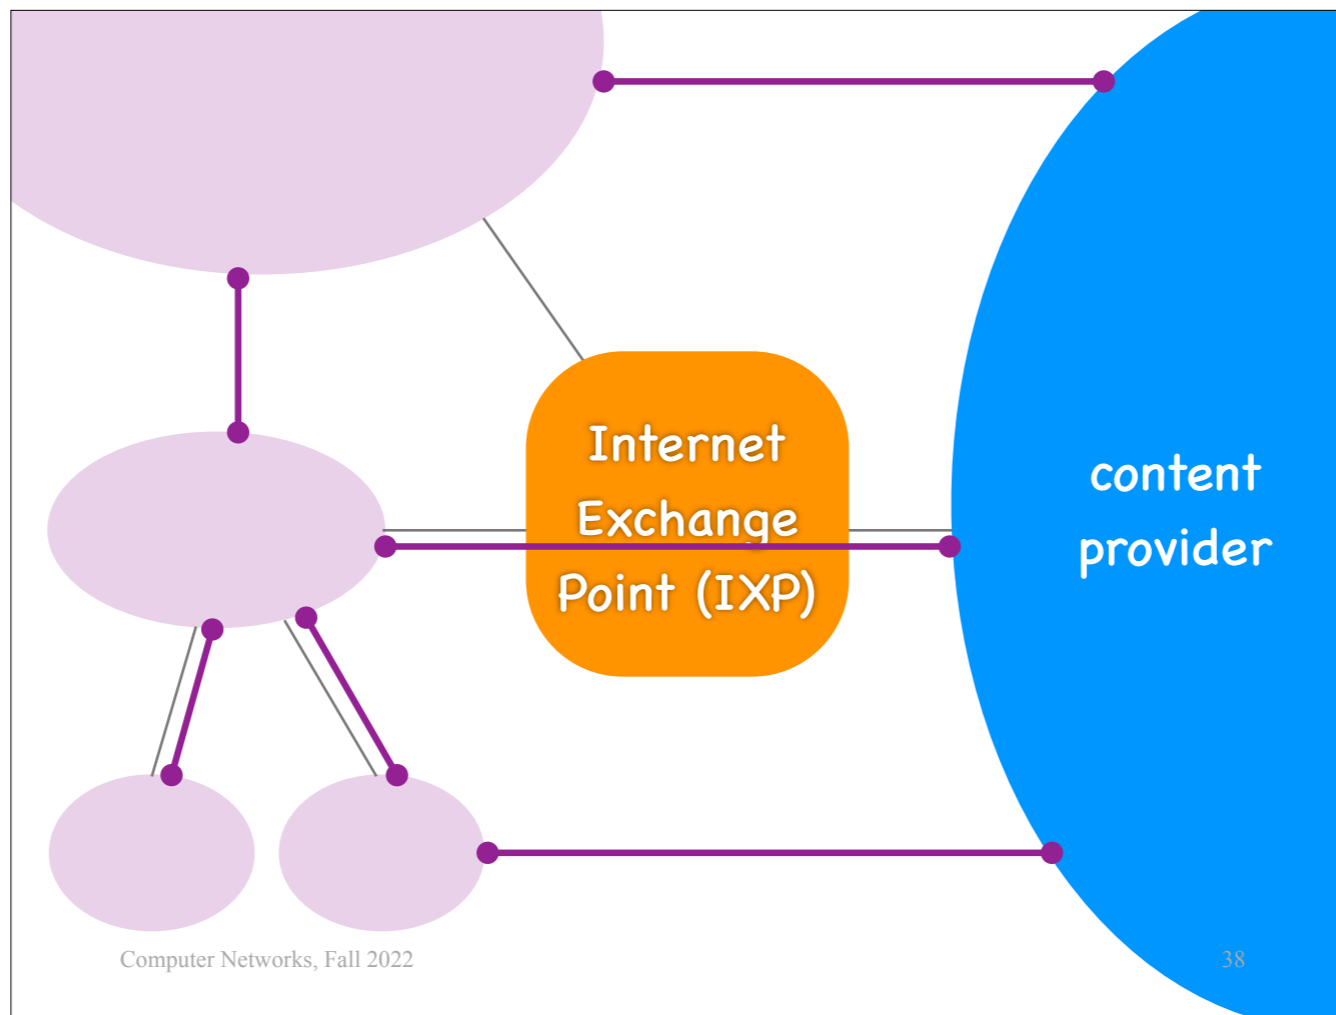 Internet
Exchange
Point (IXP)
content
provider
Computer Networks, Fall 2022
38